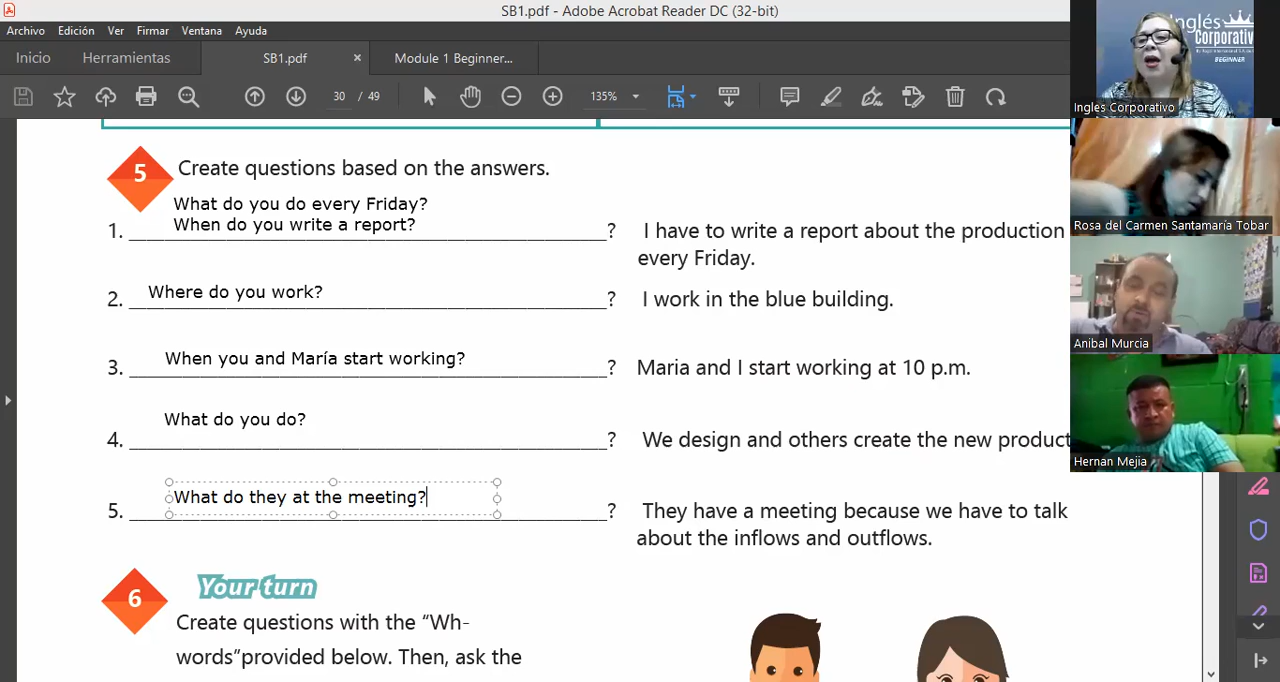 SB1.pdf - Adobe Acrobat Reader DC (32-bit)
Archivo Edición Ver Firmar Ventana Ayuda
Inicio Herramientas SB1.pdf × Module 1 Beginner...
30 / 49 135%
Inglés
Corporativo
BEGINNER
Ingles Corporativo
Rosa del Carmen Santamaría Tobar
Anibal Murcia
Hernan Mejia
5 Create questions based on the answers.
What do you do every Friday?
When do you write a report?
1. ? I have to write a report about the production
every Friday.
Where do you work?
2. ? I work in the blue building.
When you and María start working?
3. ? Maria and I start working at 10 p.m.
What do you do?
4. ? We design and others create the new product
What do they at the meeting?
5. ? They have a meeting because we have to talk
about the inflows and outflows.
6 Your turn
Create questions with the “Wh-
words”provided below. Then, ask the